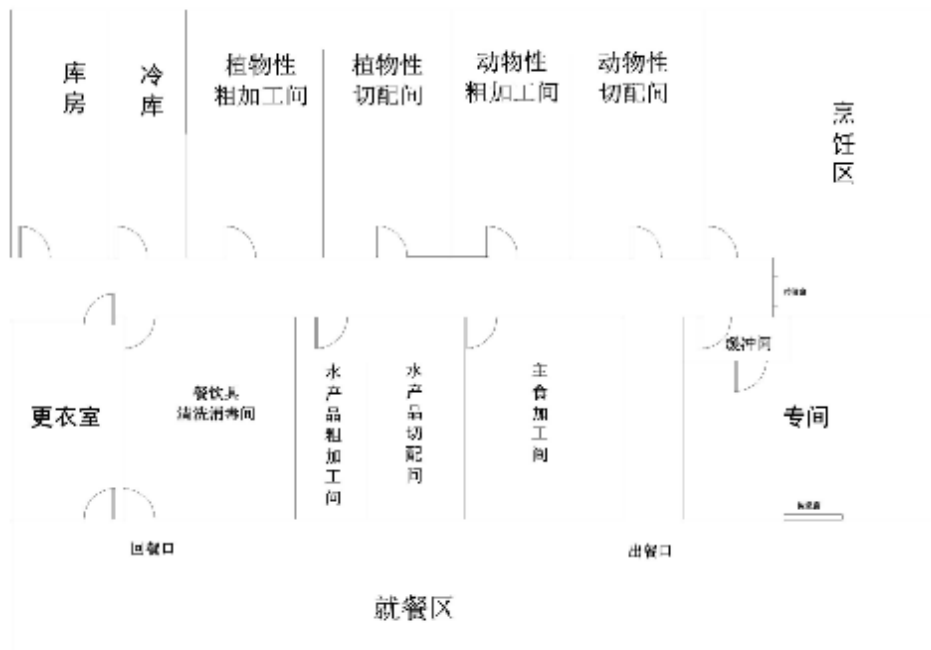 库房
冷库
植物性
粗加工间
植物性
切配间
动物性
粗加工间
动物性
切配间
烹饪区
缓冲间
更衣室
餐饮具
清洗消毒间
水产品粗加工间
水产品切配间
主食加工间
专间
回餐口
出餐口
就餐区